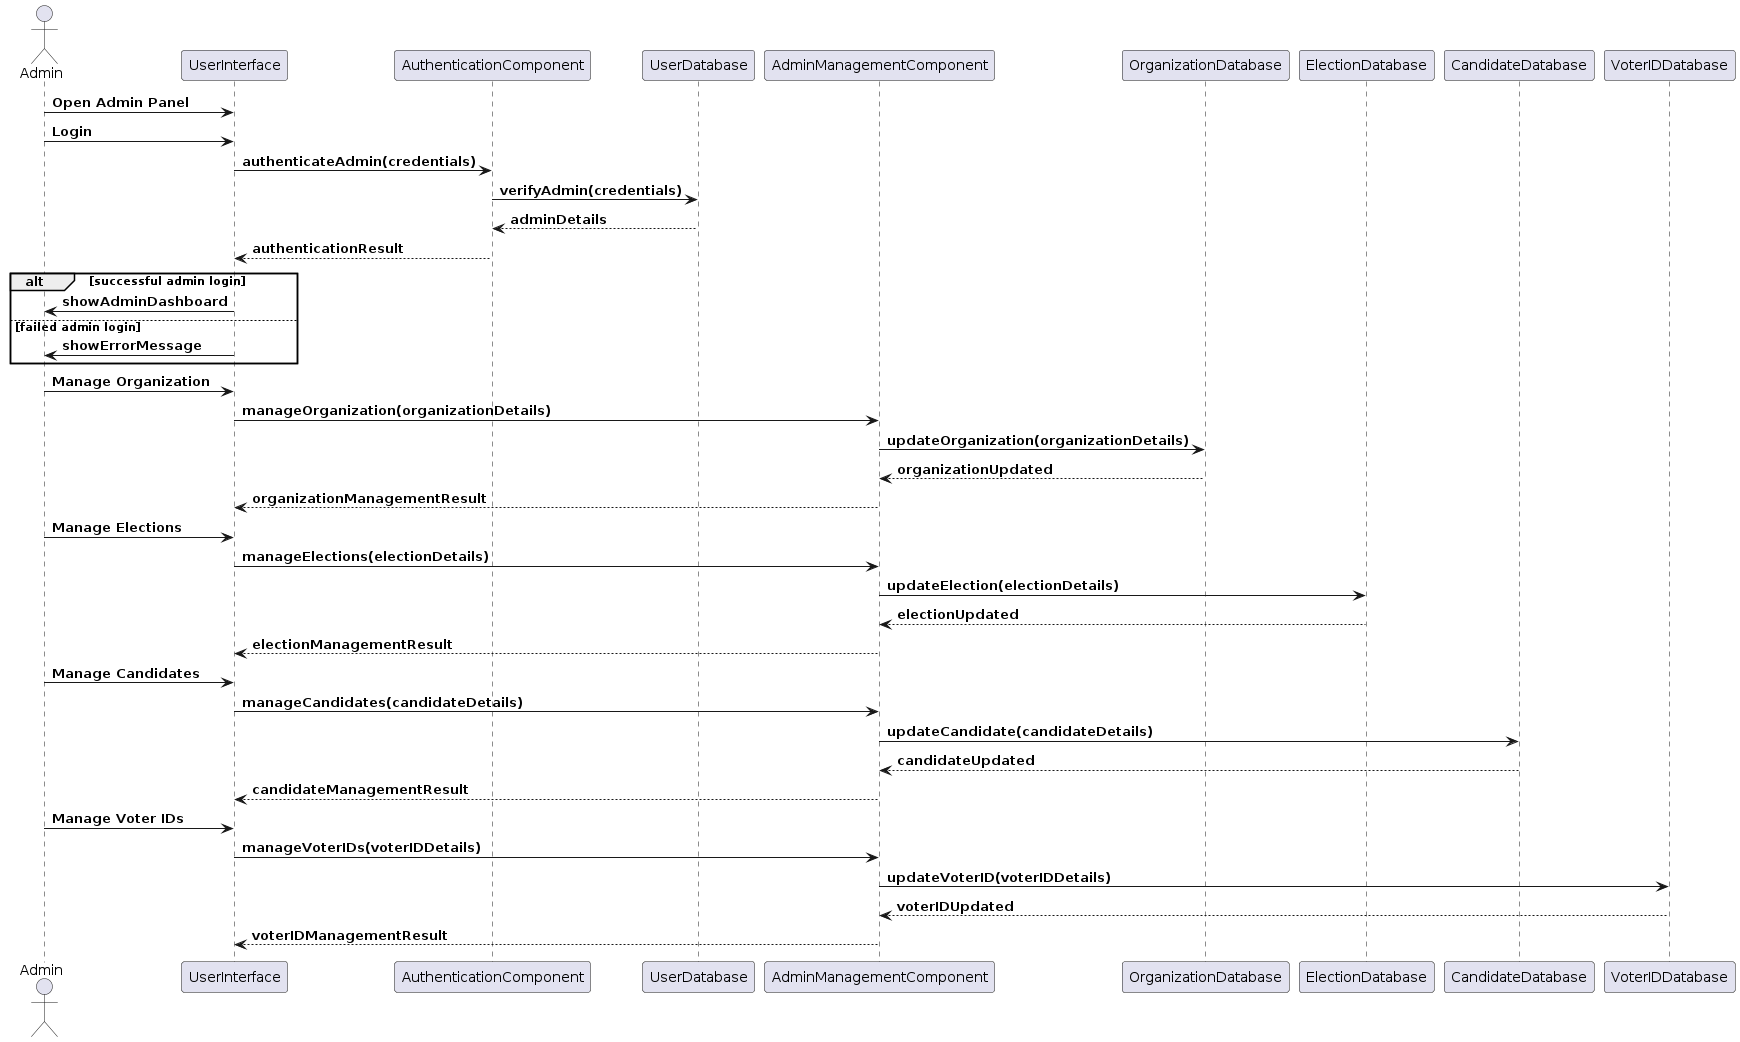 Admin
UserInterface
AuthenticationComponent
UserDatabase
AdminManagementComponent
OrganizationDatabase
ElectionDatabase
CandidateDatabase
VoterIDDatabase
Open Admin Panel
Login
authenticateAdmin(credentials)
verifyAdmin(credentials)
adminDetails
authenticationResult
alt
[successful admin login]
showAdminDashboard
[failed admin login]
showErrorMessage
Manage Organization
manageOrganization(organizationDetails)
updateOrganization(organizationDetails)
organizationUpdated
organizationManagementResult
Manage Elections
manageElections(electionDetails)
updateElection(electionDetails)
electionUpdated
electionManagementResult
Manage Candidates
manageCandidates(candidateDetails)
updateCandidate(candidateDetails)
candidateUpdated
candidateManagementResult
Manage Voter IDs
manageVoterIDs(voterIDDetails)
updateVoterID(voterIDDetails)
voterIDUpdated
voterIDManagementResult
Admin
UserInterface
AuthenticationComponent
UserDatabase
AdminManagementComponent
OrganizationDatabase
ElectionDatabase
CandidateDatabase
VoterIDDatabase